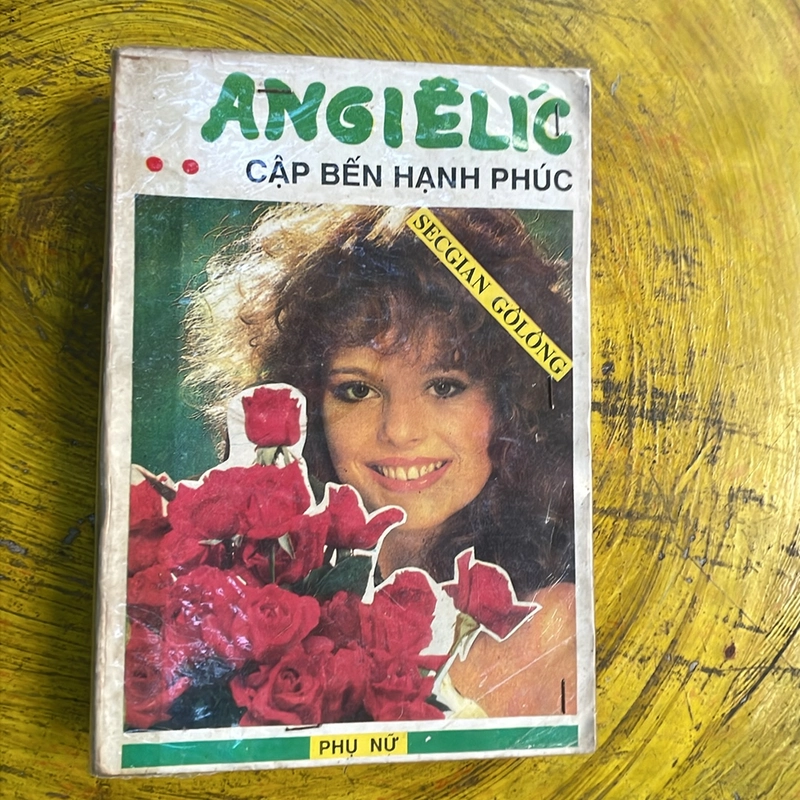 ANGIÊLÍC
CẬP BẾN HẠNH PHÚC
SECGIAN GÔLÔNG
PHỤ NỮ